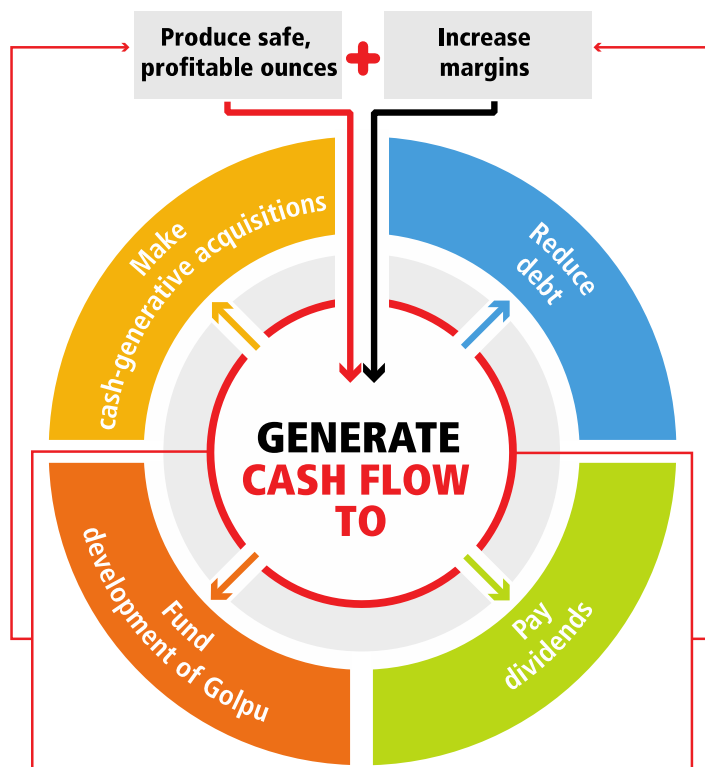 Produce safe,
profitable ounces
+
Increase
margins
Make
cash-generative acquisitions
Reduce
debt
GENERATE
CASH FLOW
TO
Fund
development of Golpu
Pay
dividends